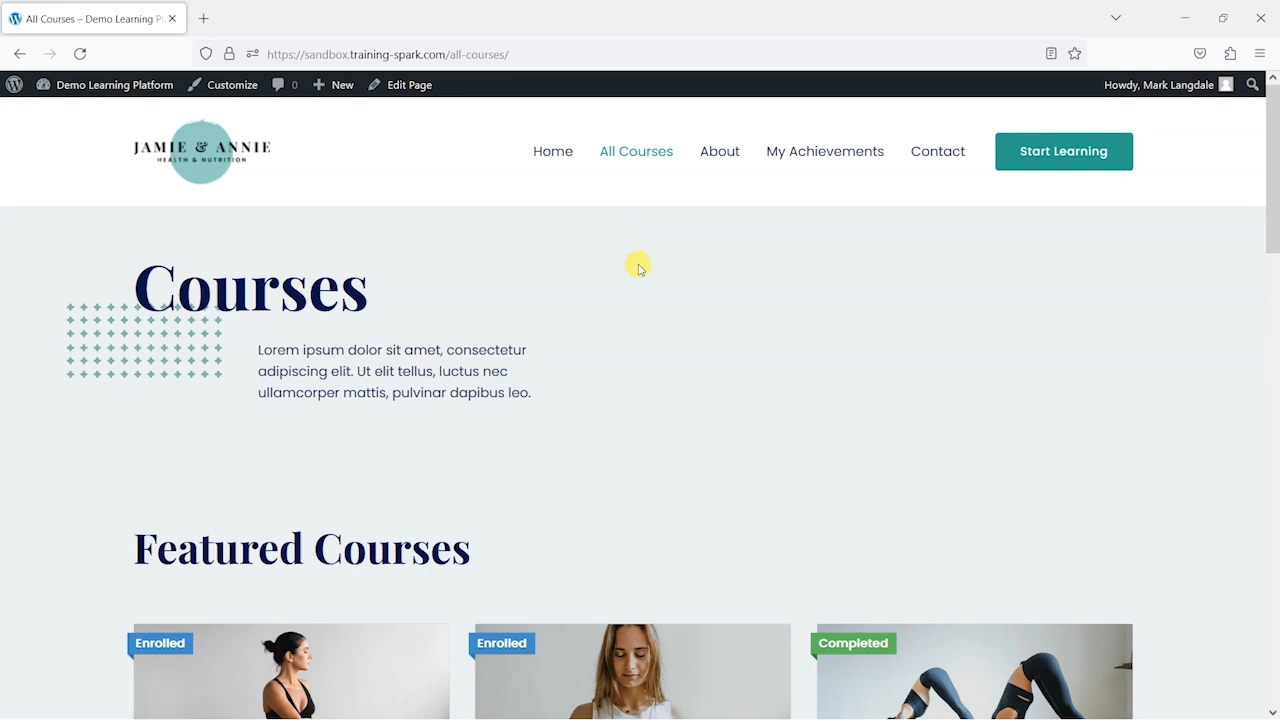 All Courses – Demo Learning Pl
https://sandbox.training-spark.com/all-courses/
Demo Learning Platform
Customize
0
New
Edit Page
Howdy, Mark Langdale
JAMIE & ANNIE
HEALTH & NUTRITION
Home
All Courses
About
My Achievements
Contact
Start Learning
Courses
Lorem ipsum dolor sit amet, consectetur
adipiscing elit. Ut elit tellus, luctus nec
ullamcorper mattis, pulvinar dapibus leo.
Featured Courses
Enrolled
Enrolled
Completed